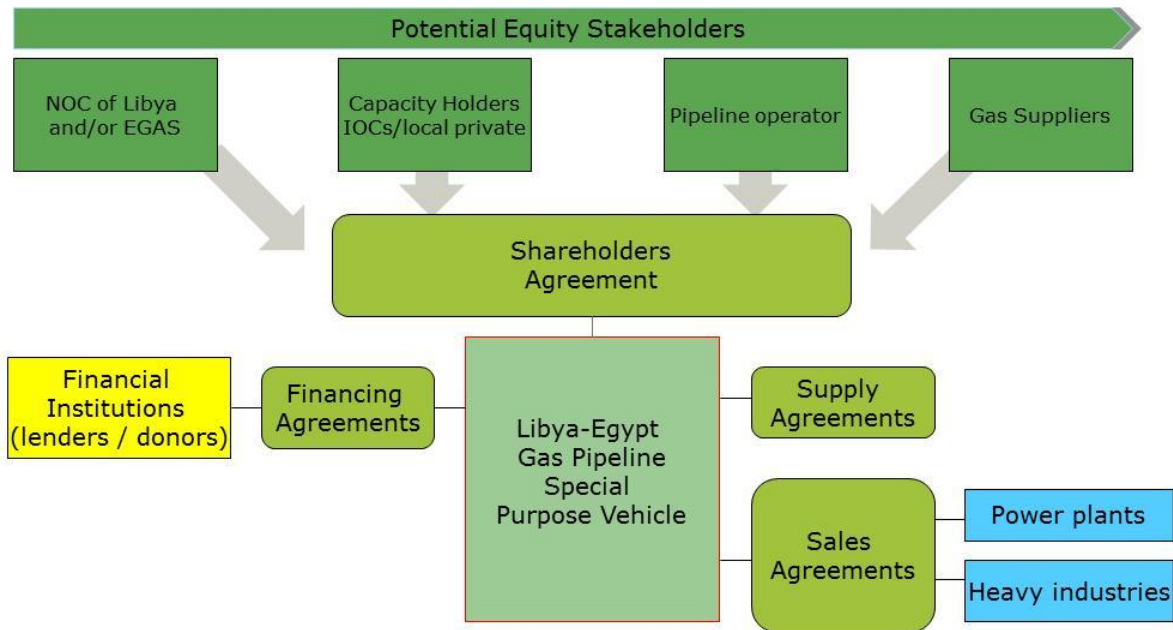 Potential Equity Stakeholders
NOC of Libya
and/or EGAS
Capacity Holders
IOCs/local private
Pipeline operator
Gas Suppliers
Shareholders
Agreement
Financial
Institutions
(lenders / donors)
Financing
Agreements
Libya-Egypt
Gas Pipeline
Special
Purpose Vehicle
Supply
Agreements
Sales
Agreements
Power plants
Heavy industries